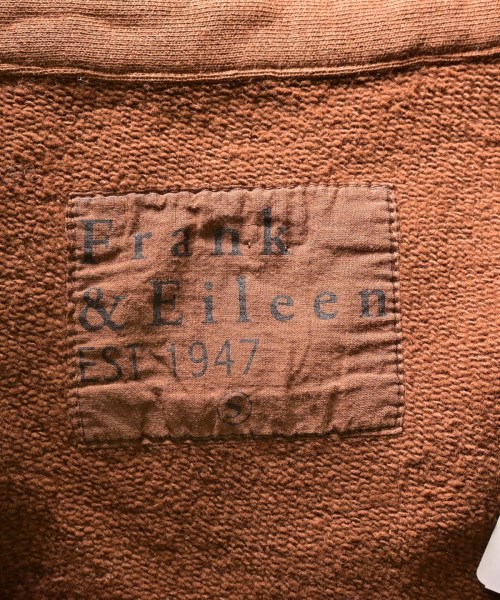 Frank
& Eileen
EST 1947
S